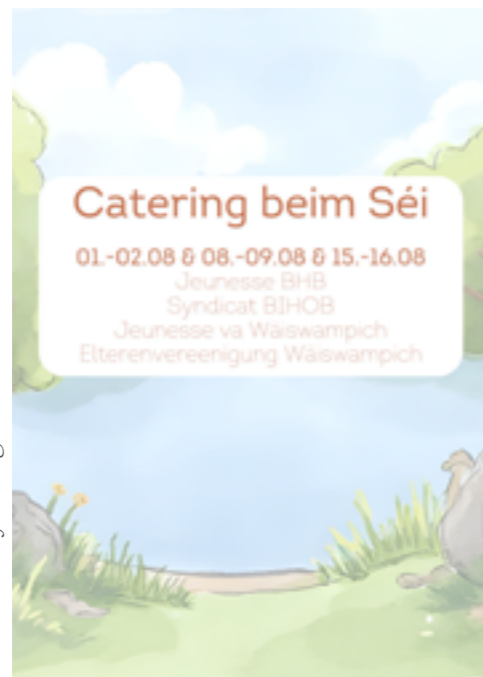 Catering beim Séi
01.-02.08 & 08.-09.08 & 15.-16.08
Jeunesse BHB
Syndicat BIHOB
Jeunesse va Wäiswampich
Elterenvereenigung Wäiswampich